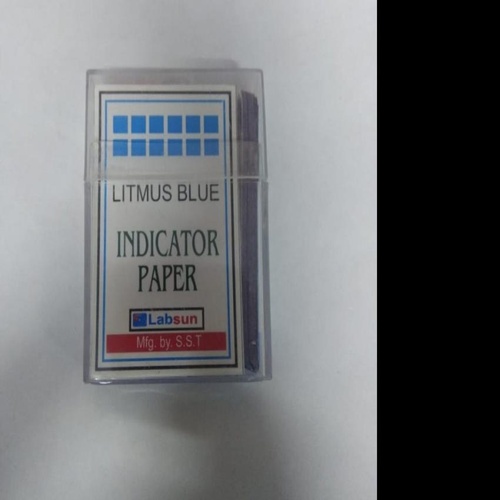 LITMUS BLUE
INDICATOR
PAPER
Labsun
Mfg. by. S.S.T